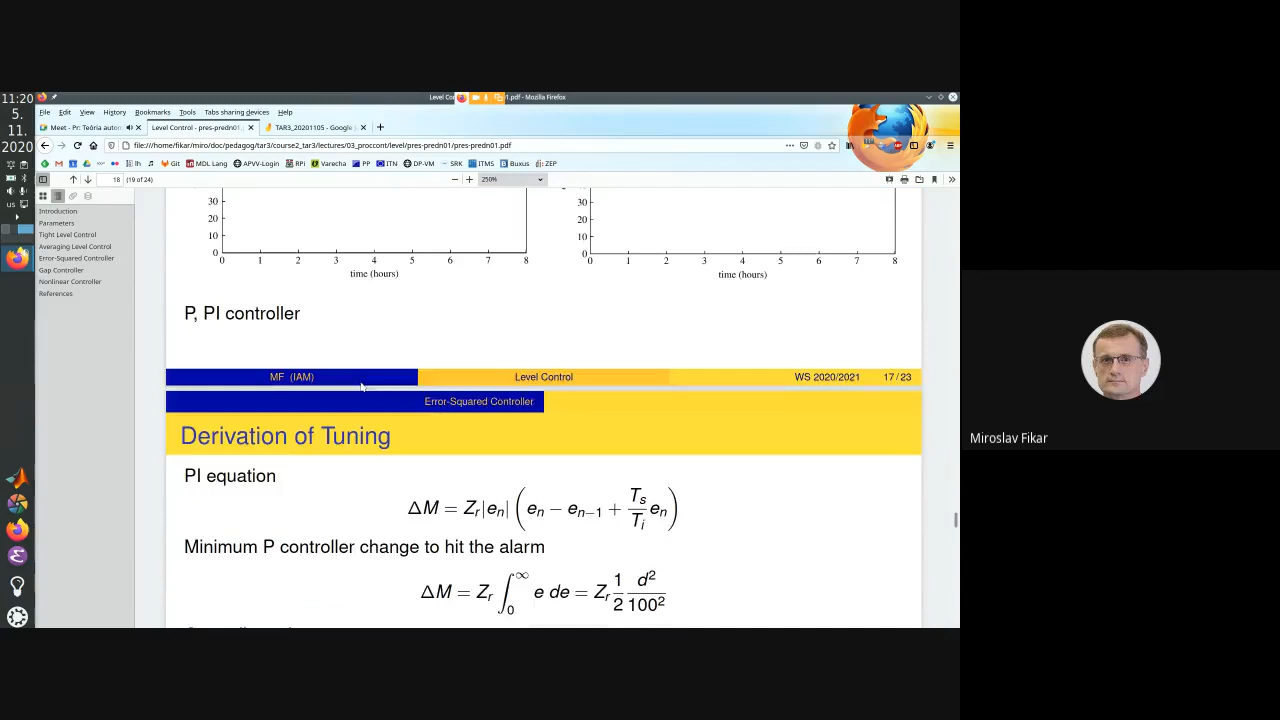 11:20
5.
11.
2020
us
Level Co
1.pdf - Mozilla Firefox
File Edit View History Bookmarks Tools Tabs sharing devices Help
Meet - Pr: Teória auton
Level Control - pres-predn01.
TAR3_20201105 - Google
file:///home/fikar/miro/doc/pedagog/tar3/course2_tar3/lectures/03_proccont/level/pres-predn01/pres-predn01.pdf
Ih Git MDL Lang APVV-Login RPi Varecha PP ITN DP-VM SRK ITMS Buxus ZEP
18 (19 of 24) 250%
Introduction
Parameters
Tight Level Control
Averaging Level Control
Error-Squared Controller
Gap Controller
Nonlinear Controller
References
30 30
20 20
10 10
0 0
0 1 2 3 4 5 6 7 8 0 1 2 3 4 5 6 7 8
time (hours) time (hours)
P, PI controller
MF (IAM) Level Control WS 2020/2021 17 / 23
Error-Squared Controller
Derivation of Tuning
PI equation
ΔM = Z_r|e_n| ( e_n − e_{n−1} + T_s/T_i e_n )
Minimum P controller change to hit the alarm
ΔM = Z_r ∫_0^∞ e de = Z_r 1/2 d²/100²
Miroslav Fikar